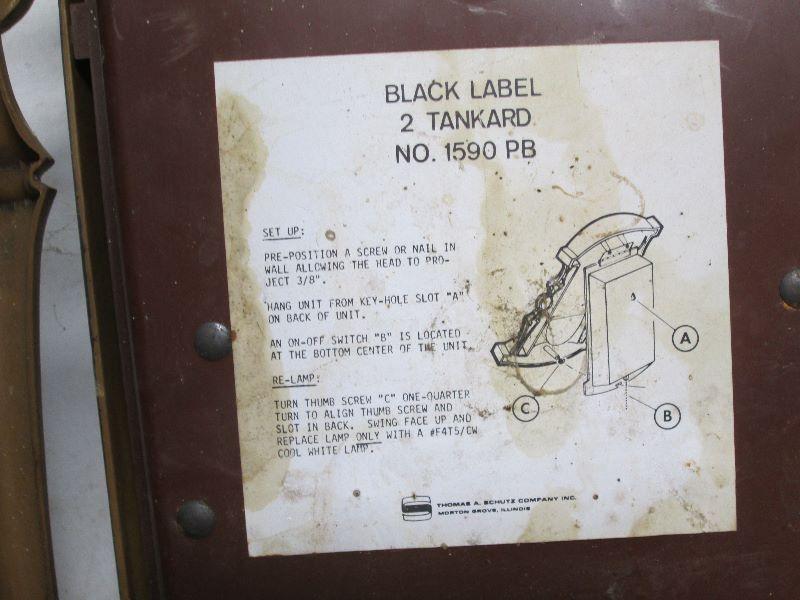 BLACK LABEL
2 TANKARD
NO. 1590 PB
SET UP:
PRE-POSITION A SCREW OR NAIL IN
WALL ALLOWING THE HEAD TO PRO-
JECT 3/8".
HANG UNIT FROM KEY-HOLE SLOT "A"
ON BACK OF UNIT.
AN ON-OFF SWITCH "B" IS LOCATED
AT THE BOTTOM CENTER OF THE UNIT.
RE-LAMP:
TURN THUMB SCREW "C" ONE-QUARTER
TURN TO ALIGN THUMB SCREW AND
SLOT IN BACK. SWING FACE UP AND
REPLACE LAMP ONLY WITH A #F4T5/CW
COOL WHITE LAMP.
A
C
B
THOMAS A. SCHUTZ COMPANY INC.
MORTON GROVE, ILLINOIS